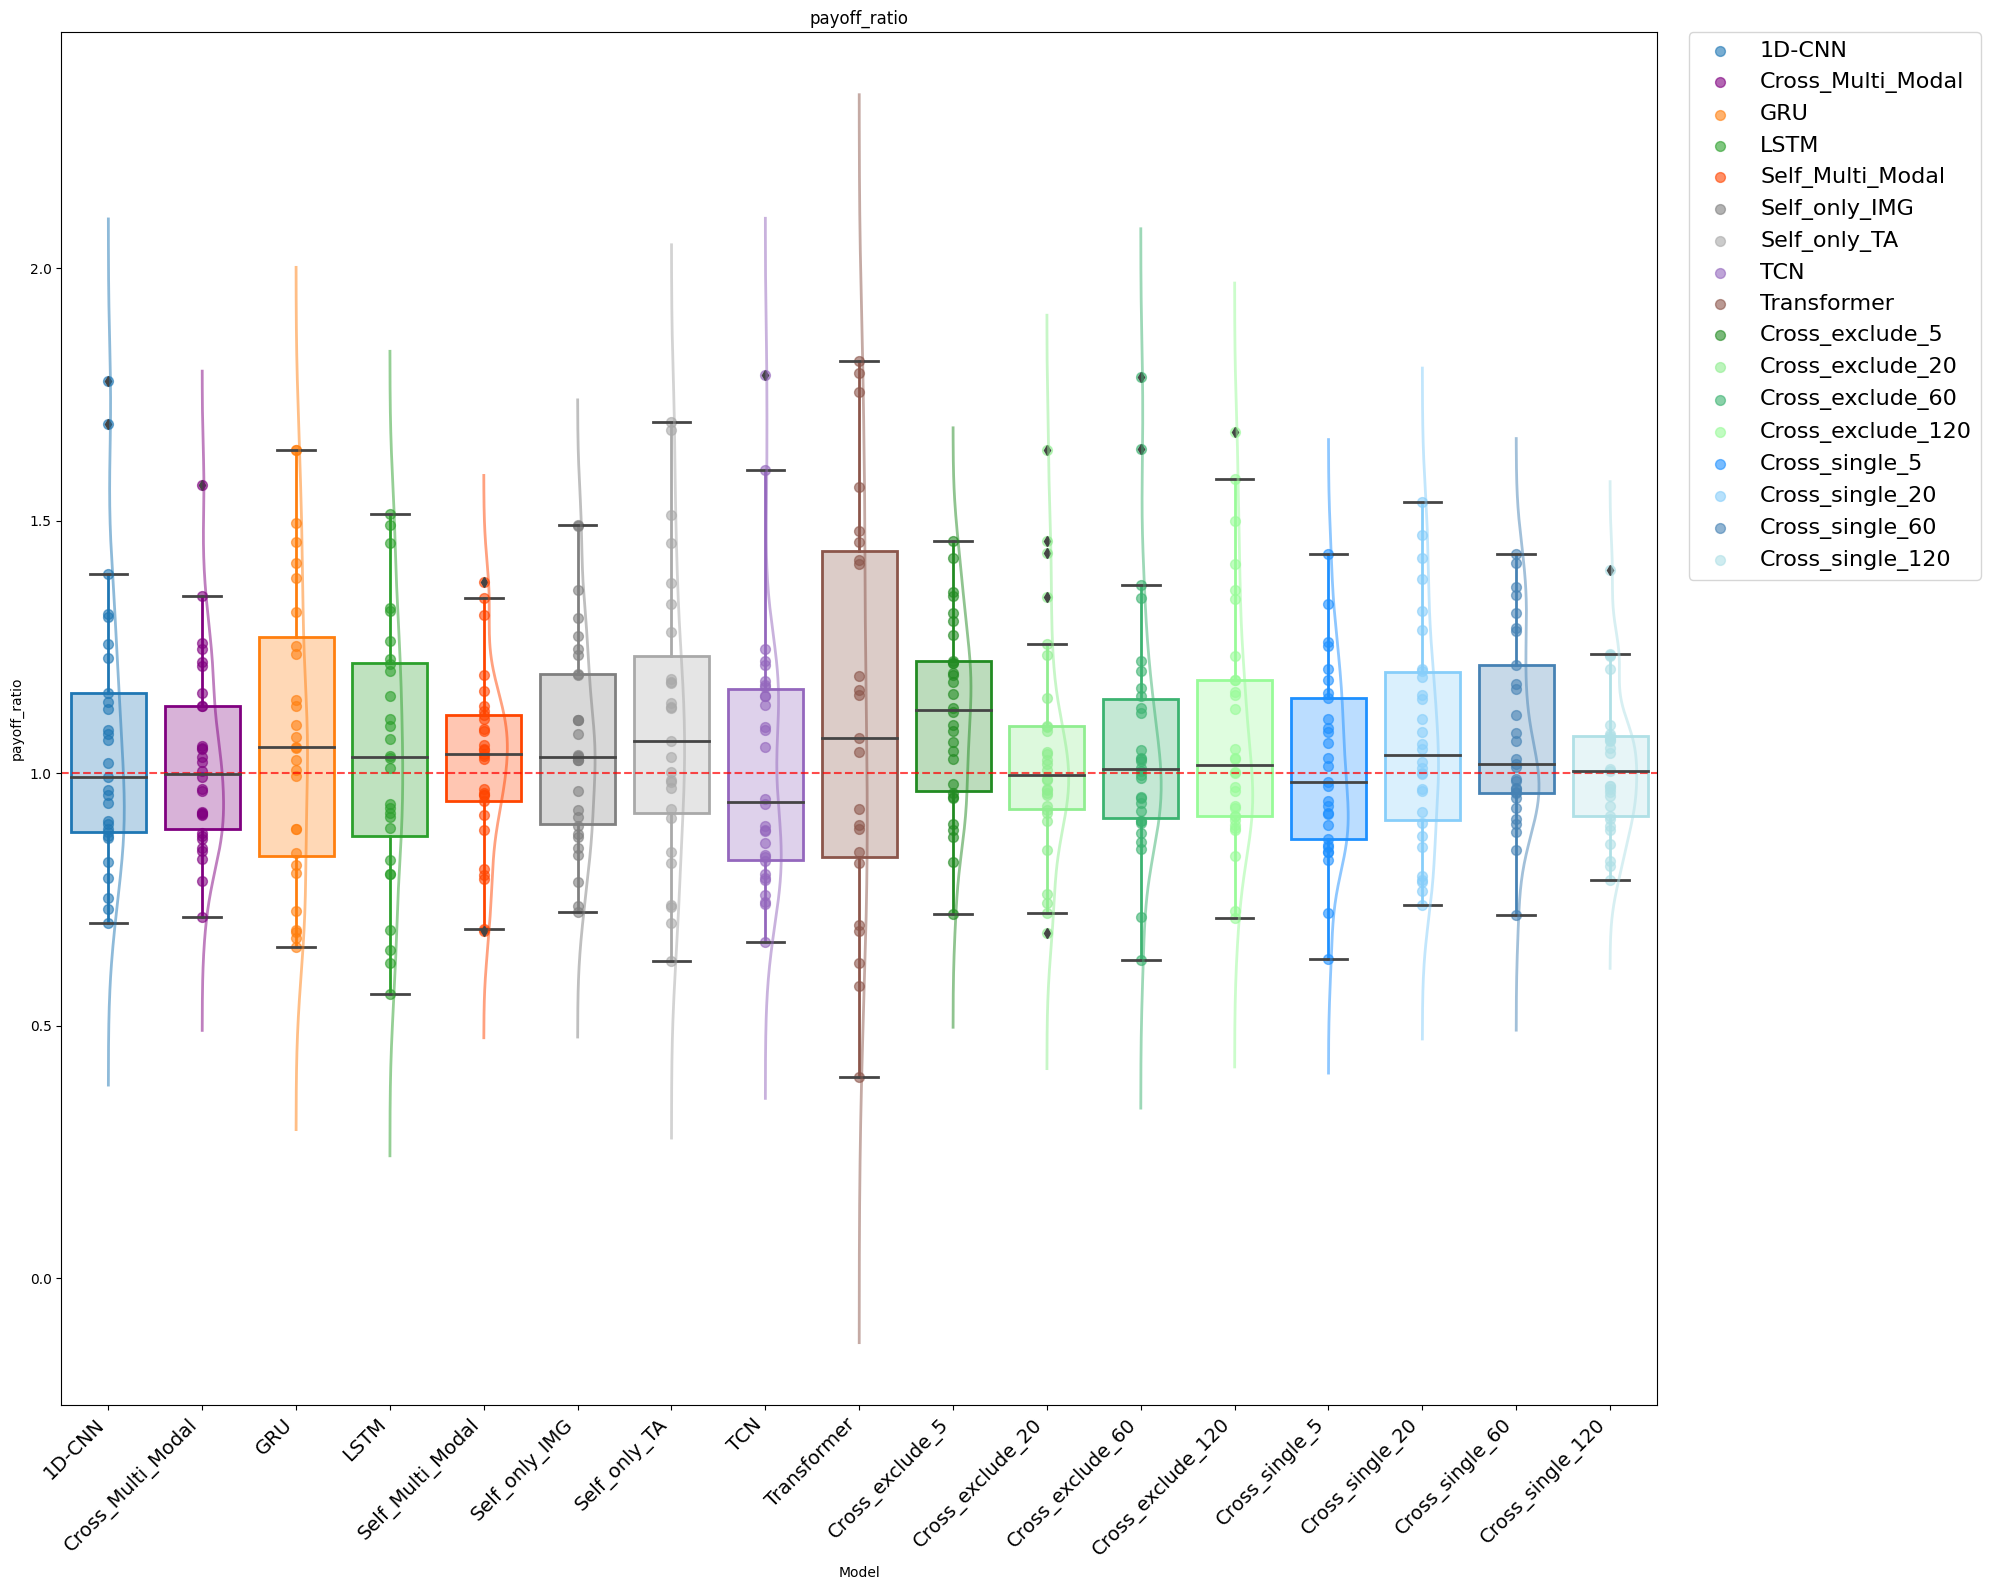 payoff_ratio
payoff_ratio
2.0
1.5
1.0
0.5
0.0
1D-CNN
Cross_Multi_Modal
GRU
LSTM
Self_Multi_Modal
Self_only_IMG
Self_only_TA
TCN
Transformer
Cross_exclude_5
Cross_exclude_20
Cross_exclude_60
Cross_exclude_120
Cross_single_5
Cross_single_20
Cross_single_60
Cross_single_120
Model
1D-CNN
Cross_Multi_Modal
GRU
LSTM
Self_Multi_Modal
Self_only_IMG
Self_only_TA
TCN
Transformer
Cross_exclude_5
Cross_exclude_20
Cross_exclude_60
Cross_exclude_120
Cross_single_5
Cross_single_20
Cross_single_60
Cross_single_120